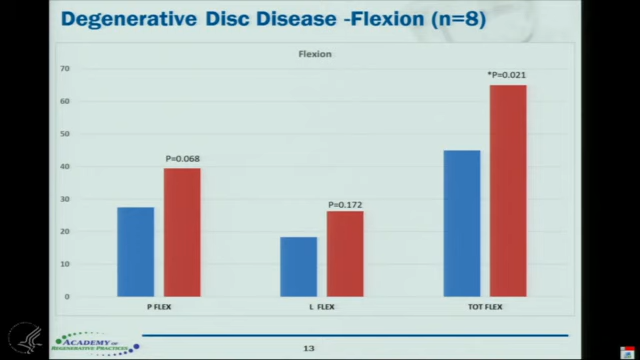 Degenerative Disc Disease -Flexion (n=8)
Flexion
70
60
50
40
30
20
10
0
P=0.068
P=0.172
*P=0.021
P FLEX
L FLEX
TOT FLEX
ACADEMY OF
REGENERATIVE PRACTICES
13